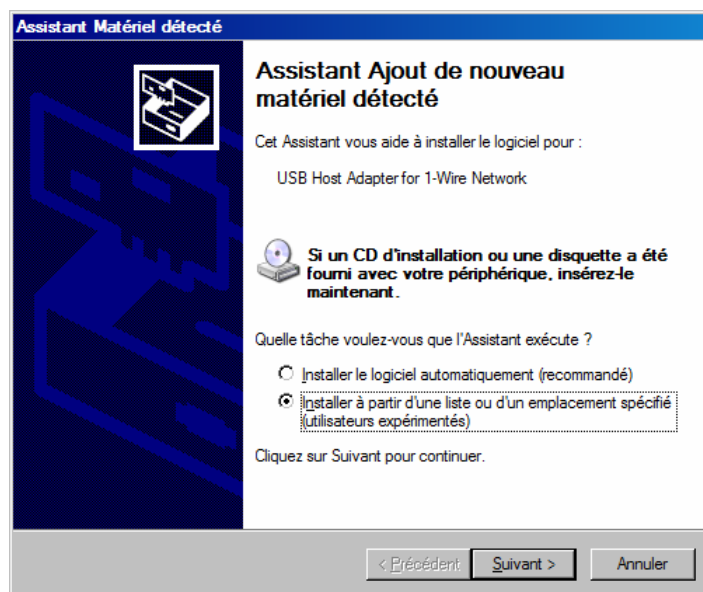 Assistant Matériel détecté
Assistant Ajout de nouveau
matériel détecté
Cet Assistant vous aide à installer le logiciel pour :
USB Host Adapter for 1-Wire Network
Si un CD d'installation ou une disquette a été
fourni avec votre périphérique, insérez-le
maintenant.
Quelle tâche voulez-vous que l'Assistant exécute ?
Installer le logiciel automatiquement (recommandé)
Installer à partir d'une liste ou d'un emplacement spécifié
(utilisateurs expérimentés)
Cliquez sur Suivant pour continuer.
< Précédent
Suivant >
Annuler